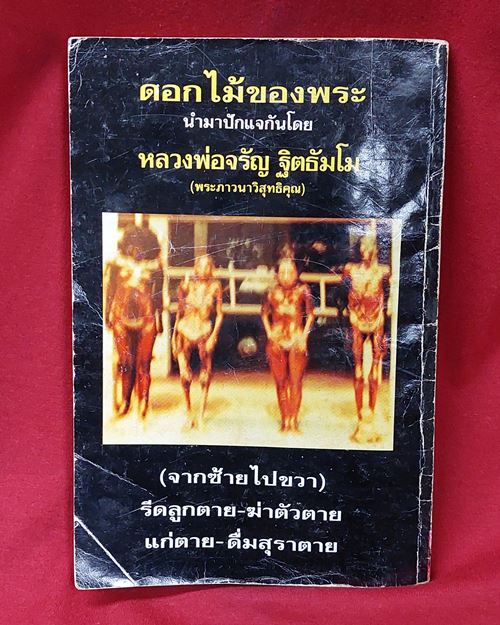 ดอกไม้ของพระ
นำมาปักแจกันโดย
หลวงพ่อจรัญ ฐิตธัมโม
(พระภาวนาวิสุทธิคุณ)
(จากซ้ายไปขวา)
รีดลูกตาย-ฆ่าตัวตาย
แก่ตาย-ดื่มสุราตาย